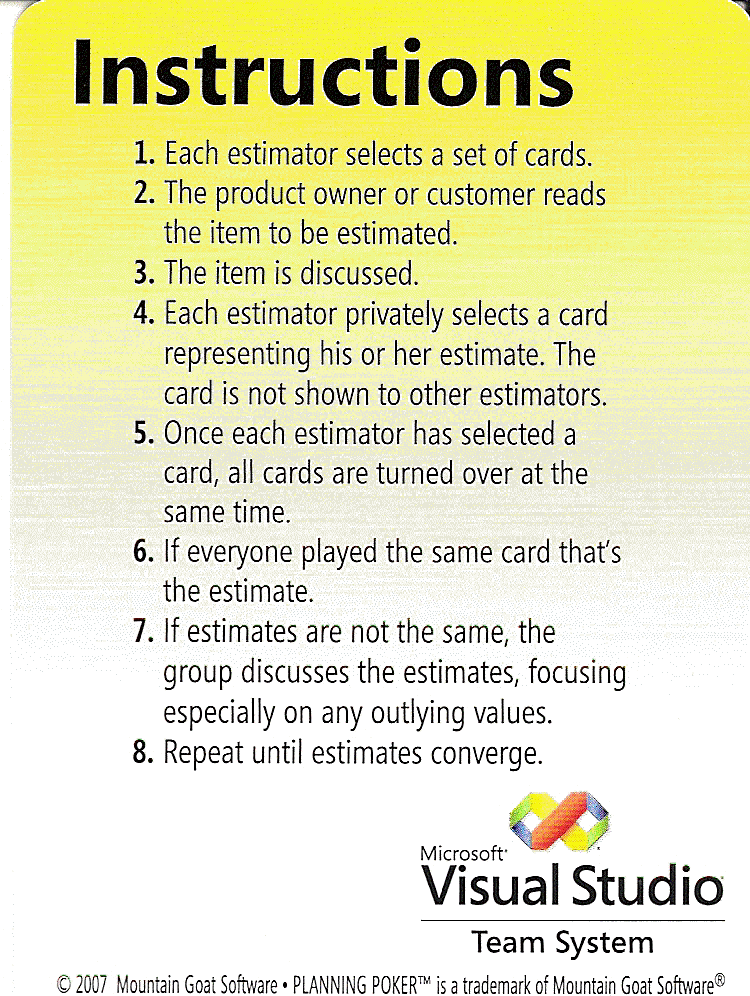 Instructions
1. Each estimator selects a set of cards.
2. The product owner or customer reads
the item to be estimated.
3. The item is discussed.
4. Each estimator privately selects a card
representing his or her estimate. The
card is not shown to other estimators.
5. Once each estimator has selected a
card, all cards are turned over at the
same time.
6. If everyone played the same card that's
the estimate.
7. If estimates are not the same, the
group discusses the estimates, focusing
especially on any outlying values.
8. Repeat until estimates converge.
Microsoft®
Visual Studio
Team System
© 2007 Mountain Goat Software • PLANNING POKER™ is a trademark of Mountain Goat Software®